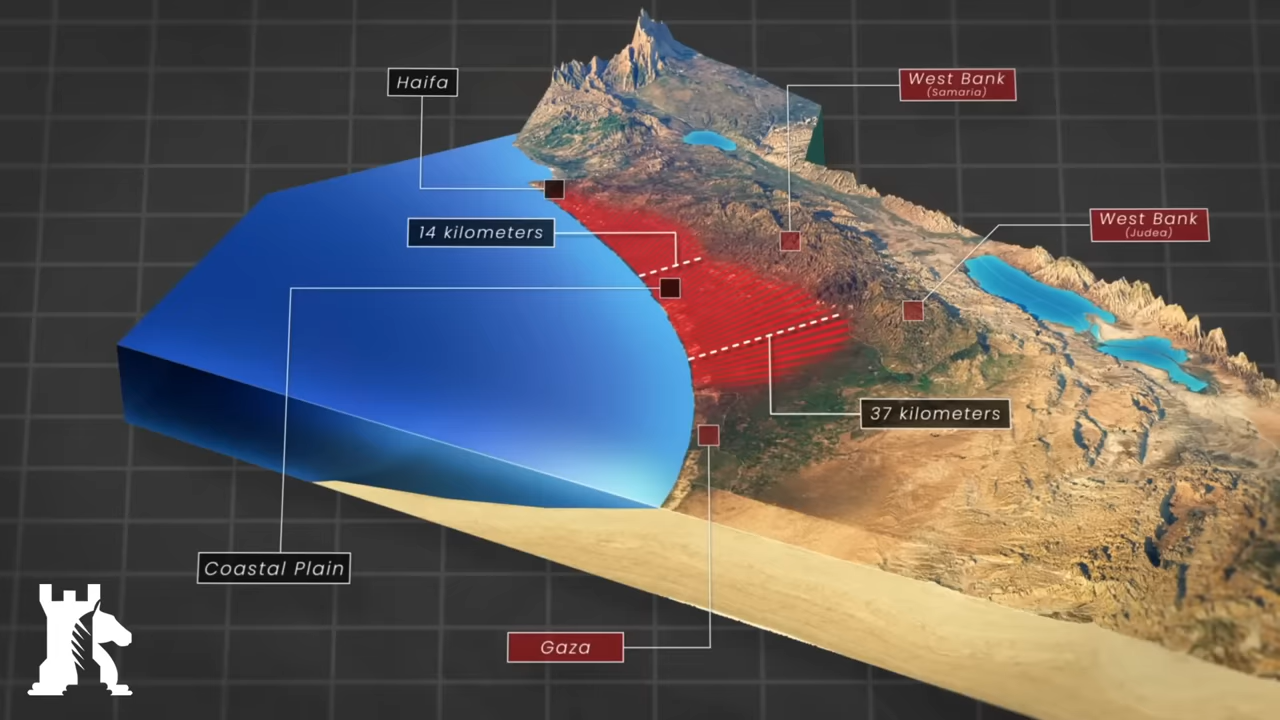 Haifa
West Bank
(Samaria)
West Bank
(Judea)
14 kilometers
37 kilometers
Coastal Plain
Gaza